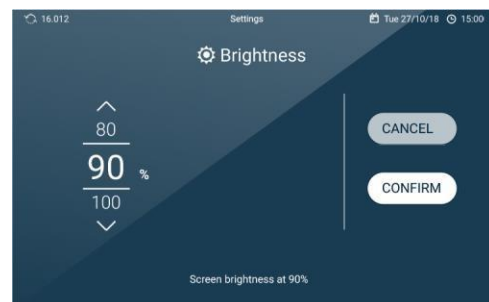 16.012 Settings Tue 27/10/18 15:00
Brightness
80
90 %
100
CANCEL
CONFIRM
Screen brightness at 90%